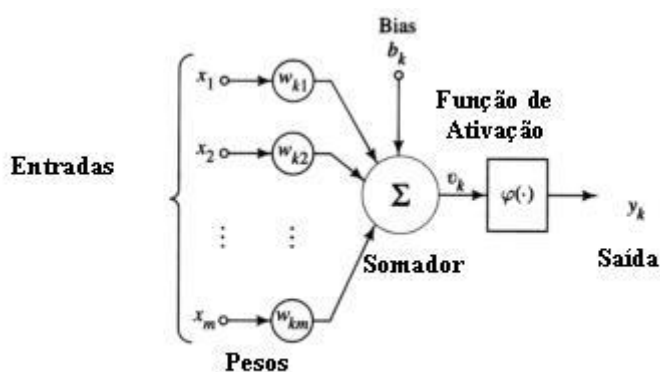 Bias
b_k
x_1 w_k1
Função de
Ativação
Entradas
x_2 w_k2
Σ
v_k
φ(·)
y_k
⋮ ⋮
Somador
Saída
x_m w_km
Pesos